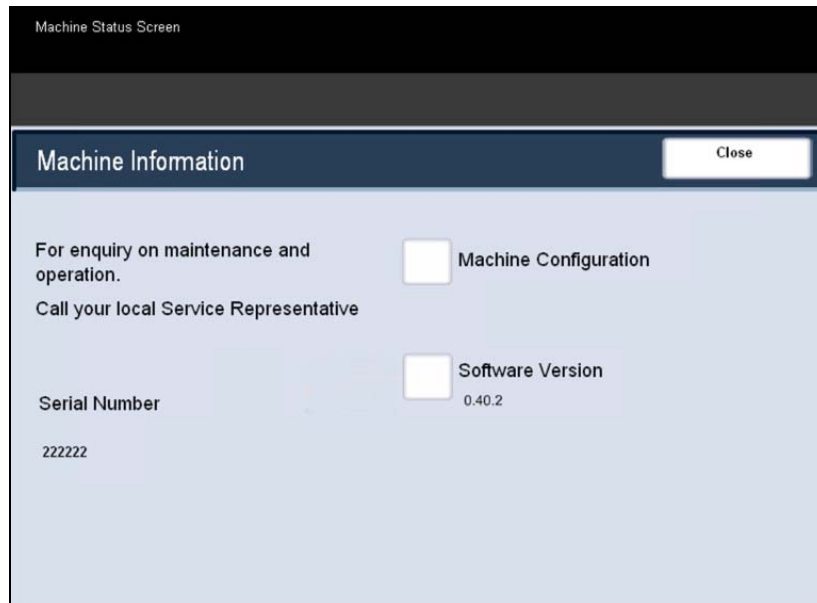 Machine Status Screen
Machine Information
Close
For enquiry on maintenance and
operation.
Call your local Service Representative
Machine Configuration
Software Version
0.40.2
Serial Number
222222